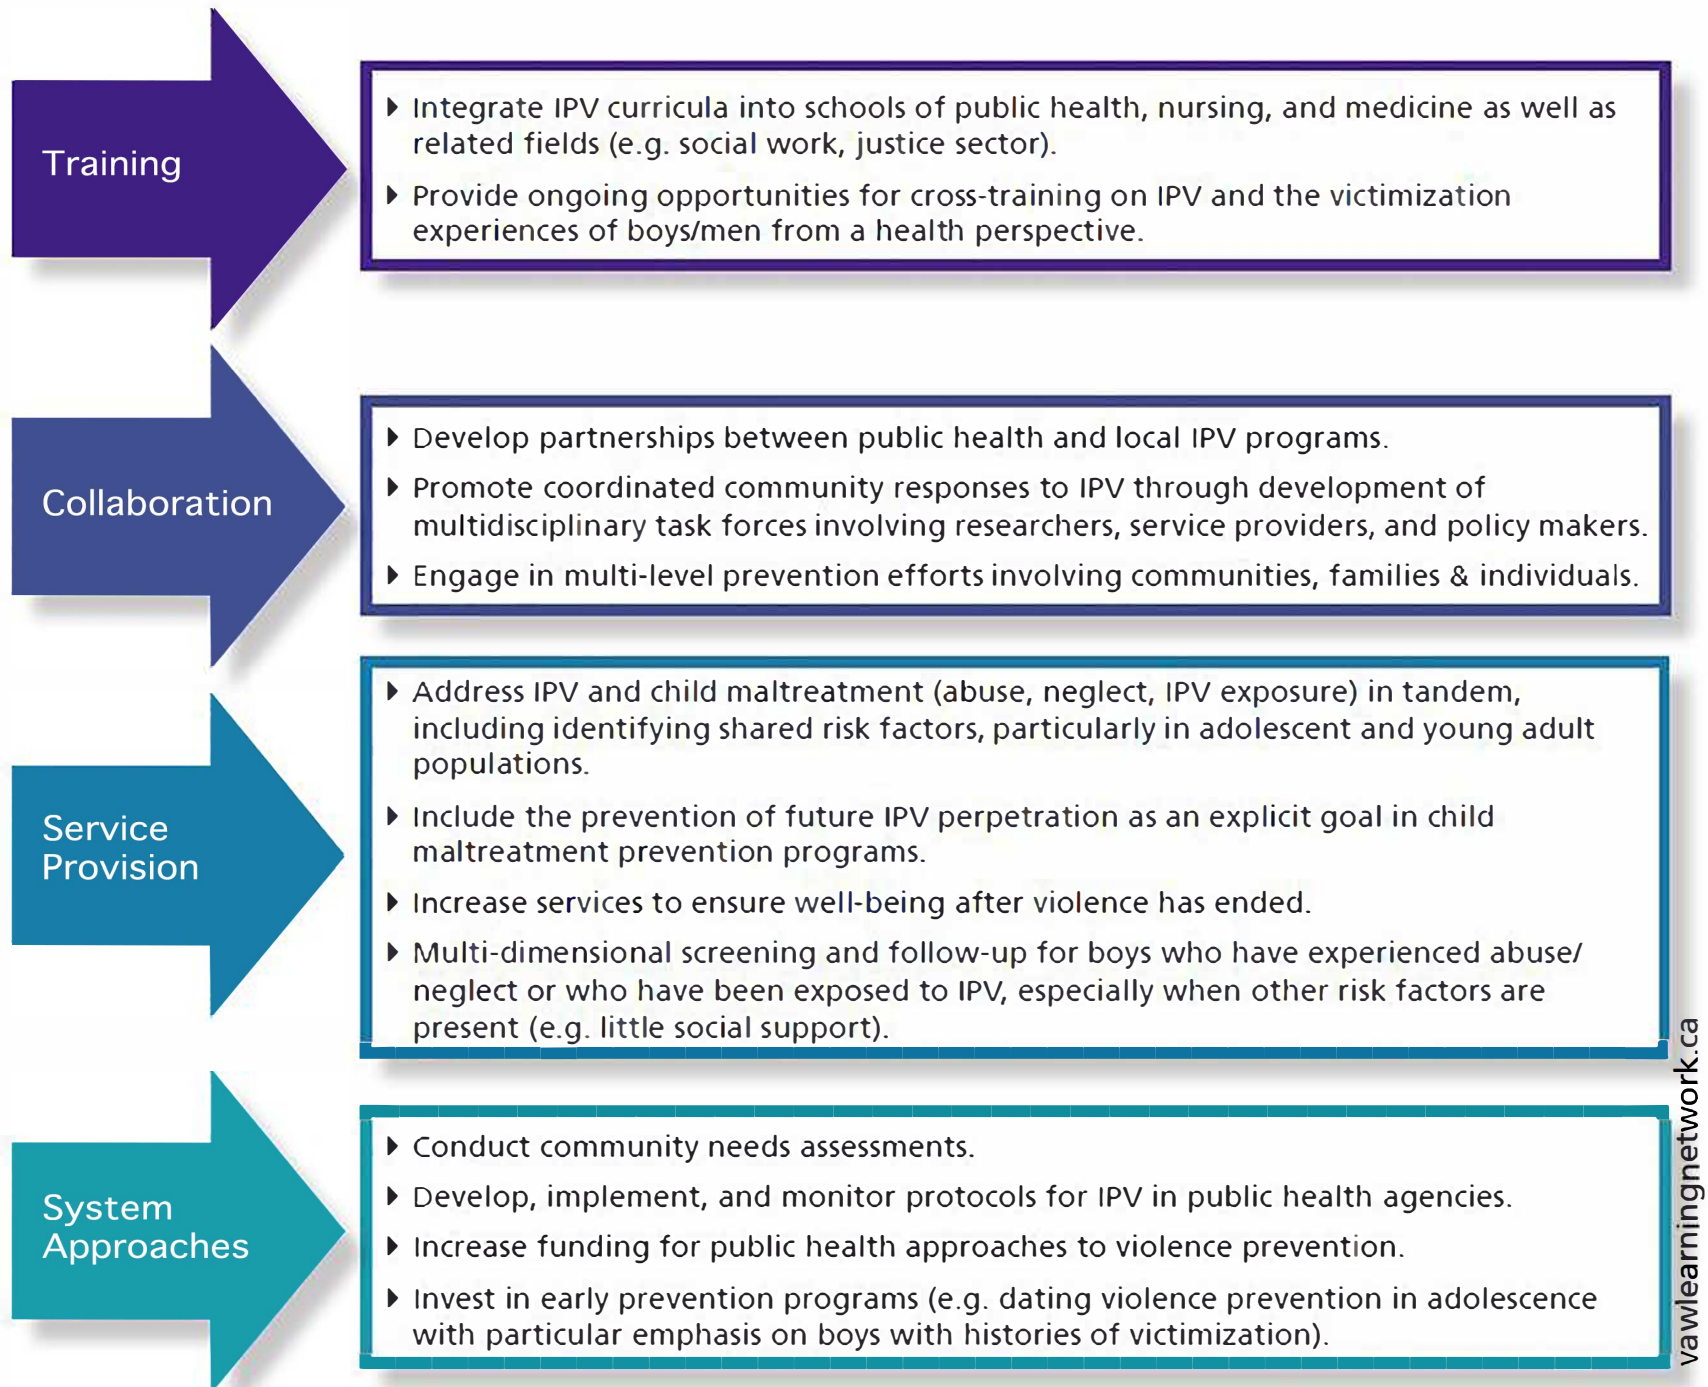 Training
▶ Integrate IPV curricula into schools of public health, nursing, and medicine as well as
related fields (e.g. social work, justice sector).
▶ Provide ongoing opportunities for cross-training on IPV and the victimization
experiences of boys/men from a health perspective.
Collaboration
▶ Develop partnerships between public health and local IPV programs.
▶ Promote coordinated community responses to IPV through development of
multidisciplinary task forces involving researchers, service providers, and policy makers.
▶ Engage in multi-level prevention efforts involving communities, families & individuals.
Service
Provision
▶ Address IPV and child maltreatment (abuse, neglect, IPV exposure) in tandem,
including identifying shared risk factors, particularly in adolescent and young adult
populations.
▶ Include the prevention of future IPV perpetration as an explicit goal in child
maltreatment prevention programs.
▶ Increase services to ensure well-being after violence has ended.
▶ Multi-dimensional screening and follow-up for boys who have experienced abuse/
neglect or who have been exposed to IPV, especially when other risk factors are
present (e.g. little social support).
System
Approaches
▶ Conduct community needs assessments.
▶ Develop, implement, and monitor protocols for IPV in public health agencies.
▶ Increase funding for public health approaches to violence prevention.
▶ Invest in early prevention programs (e.g. dating violence prevention in adolescence
with particular emphasis on boys with histories of victimization).
vawlearningnetwork.ca